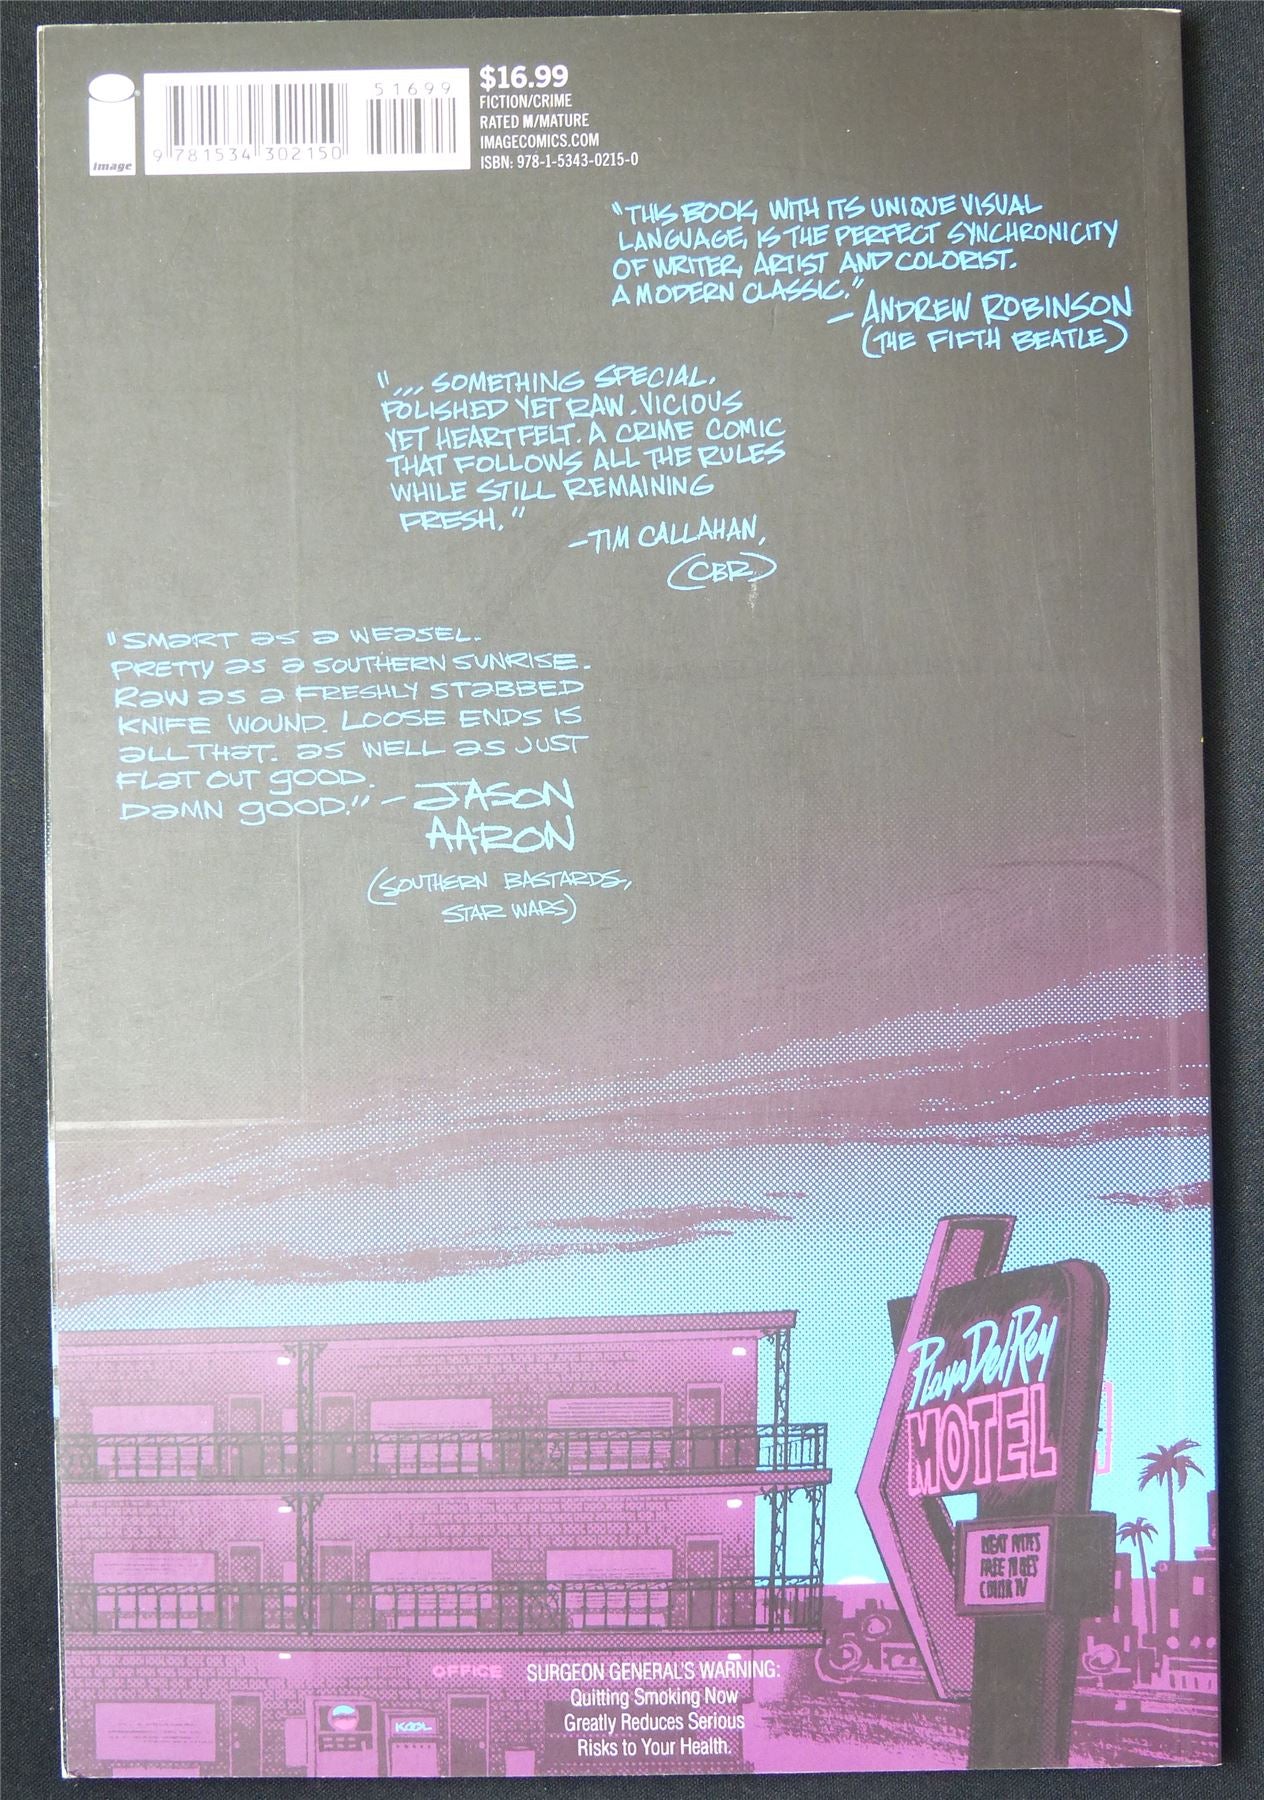 51699
$16.99
FICTION/CRIME
RATED M/MATURE
IMAGECOMICS.COM
ISBN: 978-1-5343-0215-0
9 781534 302150
image
"THIS BOOK, WITH ITS UNIQUE VISUAL
LANGUAGE, IS THE PERFECT SYNCHRONICITY
OF WRITER, ARTIST AND COLORIST.
A MODERN CLASSIC."
— ANDREW ROBINSON
(THE FIFTH BEATLE)
"... SOMETHING SPECIAL.
POLISHED YET RAW. VICIOUS
YET HEARTFELT. A CRIME COMIC
THAT FOLLOWS ALL THE RULES
WHILE STILL REMAINING
FRESH."
—TIM CALLAHAN,
(CBR)
"SMART AS A WEASEL.
PRETTY AS A SOUTHERN SUNRISE.
RAW AS A FRESHLY STABBED
KNIFE WOUND. LOOSE ENDS IS
ALL THAT. AS WELL AS JUST
FLAT OUT GOOD.
DAMN GOOD." — JASON
AARON
(SOUTHERN BASTARDS,
STAR WARS)
Playa Del Rey
MOTEL
COLOR TV
OFFICE
KOOL
SURGEON GENERAL'S WARNING:
Quitting Smoking Now
Greatly Reduces Serious
Risks to Your Health.